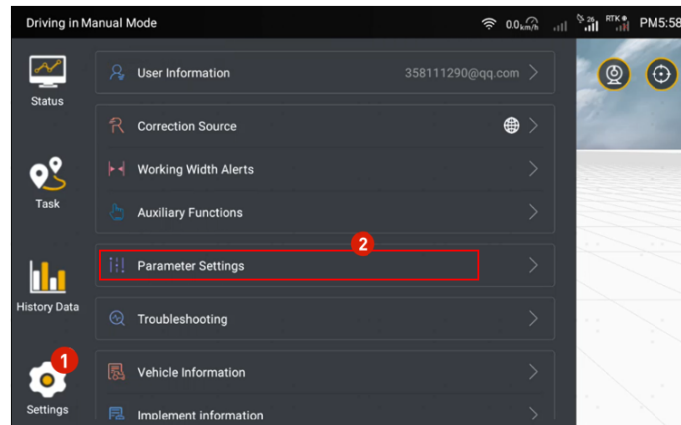 Driving in Manual Mode
0.0km/h
26
RTK
PM5:58
Status
Task
History Data
1
Settings
User Information
358111290@qq.com
Correction Source
Working Width Alerts
Auxiliary Functions
2
Parameter Settings
Troubleshooting
Vehicle Information
Implement information